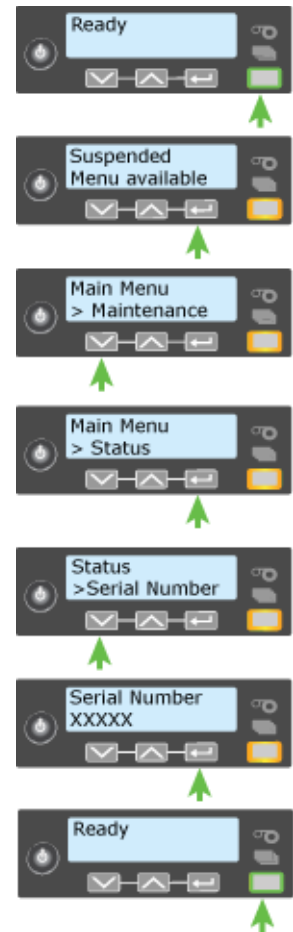 Ready
Suspended
Menu available
Main Menu
> Maintenance
Main Menu
> Status
Status
>Serial Number
Serial Number
XXXXX
Ready